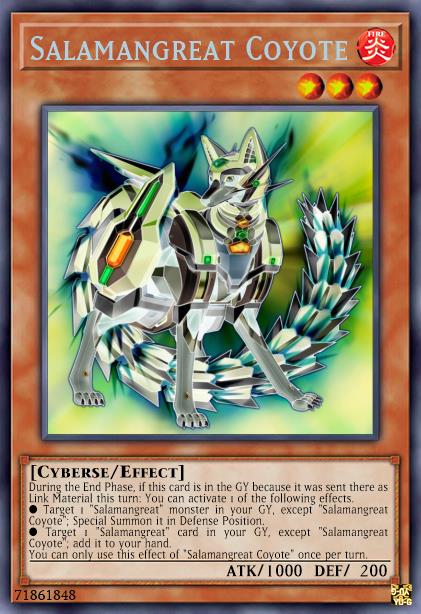 SALAMANGREAT COYOTE
FIRE
炎
[CYBERSE/EFFECT]
During the End Phase, if this card is in the GY because it was sent there as
Link Material this turn: You can activate 1 of the following effects.
● Target 1 "Salamangreat" monster in your GY, except "Salamangreat
Coyote"; Special Summon it in Defense Position.
● Target 1 "Salamangreat" card in your GY, except "Salamangreat
Coyote"; add it to your hand.
You can only use this effect of "Salamangreat Coyote" once per turn.
ATK/1000 DEF/ 200
71861848